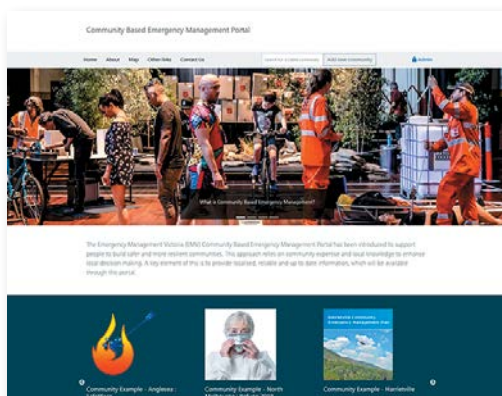 Community Based Emergency Management Portal
Home About Map Other links Contact Us
Add New Community
Admin
What is Community Based Emergency Management?
The Emergency Management Victoria (EMV) Community Based Emergency Management Portal has been introduced to support
people to build safer and more resilient communities. This approach relies on community expertise and local knowledge to enhance
local decision making. A key element of this is to provide localised, reliable and up to date information, which will be available
through this portal.
Community Emergency Management Plan
Community Example - Anglesea :
Community Example - North
Community Example - Harrietville